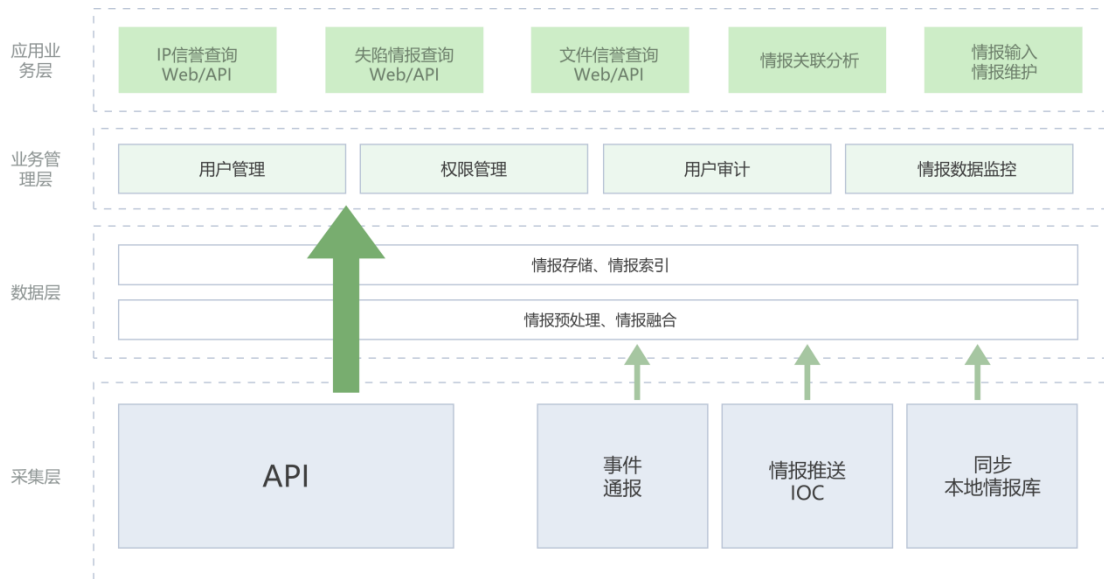 应用业
务层
IP信誉查询
Web/API
失陷情报查询
Web/API
文件信誉查询
Web/API
情报关联分析
情报输入
情报维护
业务管
理层
用户管理
权限管理
用户审计
情报数据监控
数据层
情报存储、情报索引
情报预处理、情报融合
采集层
API
事件
通报
情报推送
IOC
同步
本地情报库